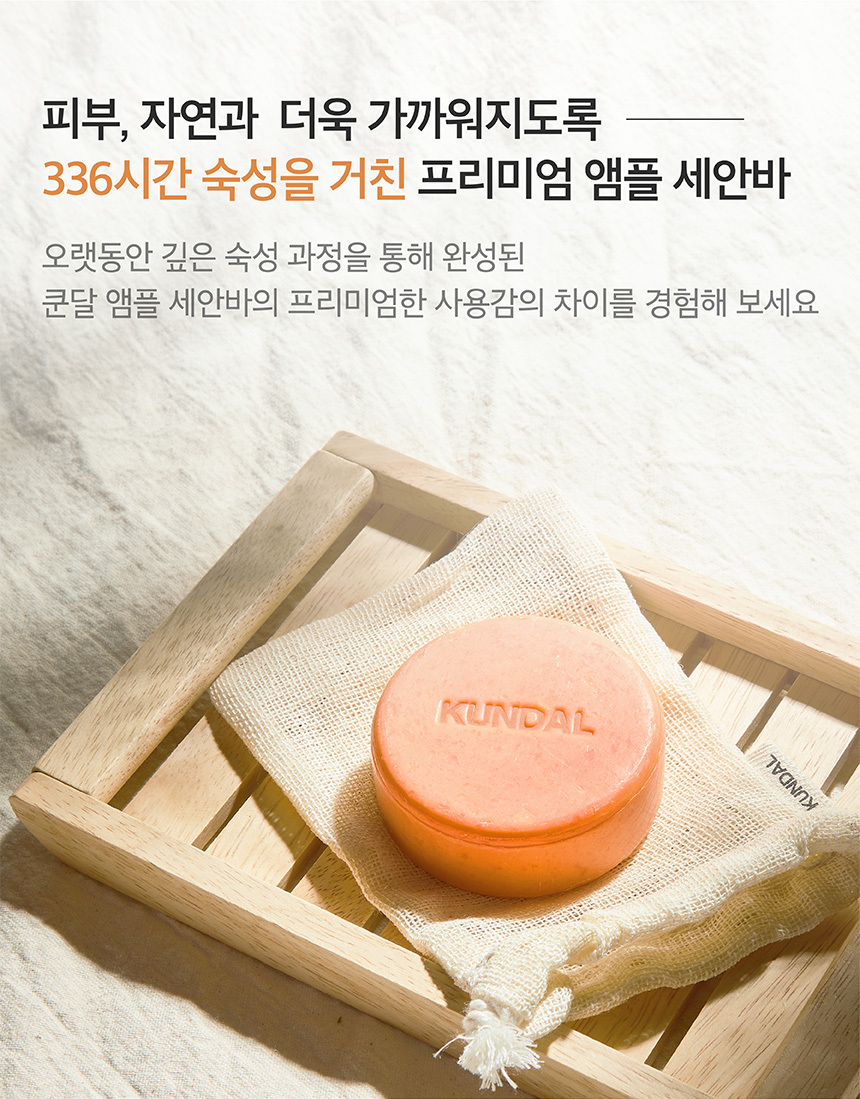 피부, 자연과 더욱 가까워지도록
336시간 숙성을 거친 프리미엄 앰플 세안바
오랫동안 깊은 숙성 과정을 통해 완성된
쿤달 앰플 세안바의 프리미엄한 사용감의 차이를 경험해 보세요
KUNDAL
KUNDAL